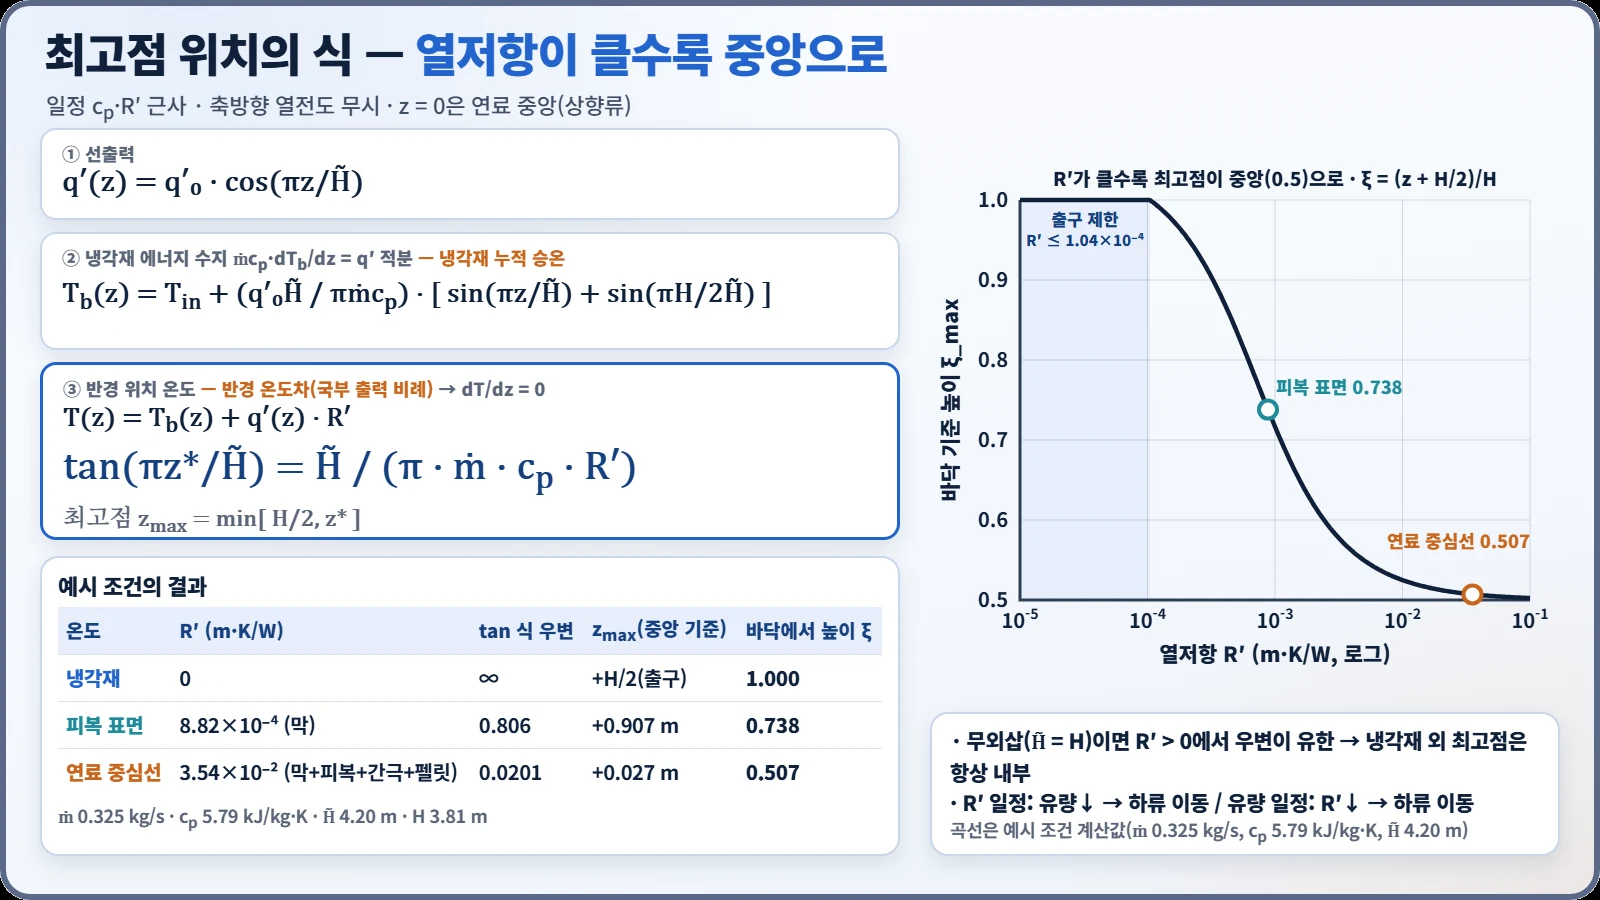 최고점 위치의 식 — 열저항이 클수록 중앙으로
일정 cₚ·R′ 근사 · 축방향 열전도 무시 · z = 0은 연료 중앙(상향류)
① 선출력
q′(z) = q′₀ · cos(πz/H̃)
② 냉각재 에너지 수지 ṁcₚ·dT_b/dz = q′ 적분 — 냉각재 누적 승온
T_b(z) = T_in + (q′₀H̃ / πṁcₚ) · [ sin(πz/H̃) + sin(πH/2H̃) ]
③ 반경 위치 온도 — 반경 온도차(국부 출력 비례) → dT/dz = 0
T(z) = T_b(z) + q′(z) · R′
tan(πz*/H̃) = H̃ / (π · ṁ · cₚ · R′)
최고점 z_max = min[ H/2, z* ]
예시 조건의 결과
온도 R′ (m·K/W) tan 식 우변 z_max(중앙 기준) 바닥에서 높이 ξ
냉각재 0 ∞ +H/2(출구) 1.000
피복 표면 8.82×10⁻⁴ (막) 0.806 +0.907 m 0.738
연료 중심선 3.54×10⁻² (막+피복+간극+펠릿) 0.0201 +0.027 m 0.507
ṁ 0.325 kg/s · cₚ 5.79 kJ/kg·K · H̃ 4.20 m · H 3.81 m
R′가 클수록 최고점이 중앙(0.5)으로 · ξ = (z + H/2)/H
1.0
0.9
0.8
0.7
0.6
0.5
바닥 기준 높이 ξ_max
출구 제한
R′ ≤ 1.04×10⁻⁴
피복 표면 0.738
연료 중심선 0.507
10⁻⁵ 10⁻⁴ 10⁻³ 10⁻² 10⁻¹
열저항 R′ (m·K/W, 로그)
· 무외삽(H̃ = H)이면 R′ > 0에서 우변이 유한 → 냉각재 외 최고점은
항상 내부
· R′ 일정: 유량↓ → 하류 이동 / 유량 일정: R′↓ → 하류 이동
곡선은 예시 조건 계산값(ṁ 0.325 kg/s, cₚ 5.79 kJ/kg·K, H̃ 4.20 m)